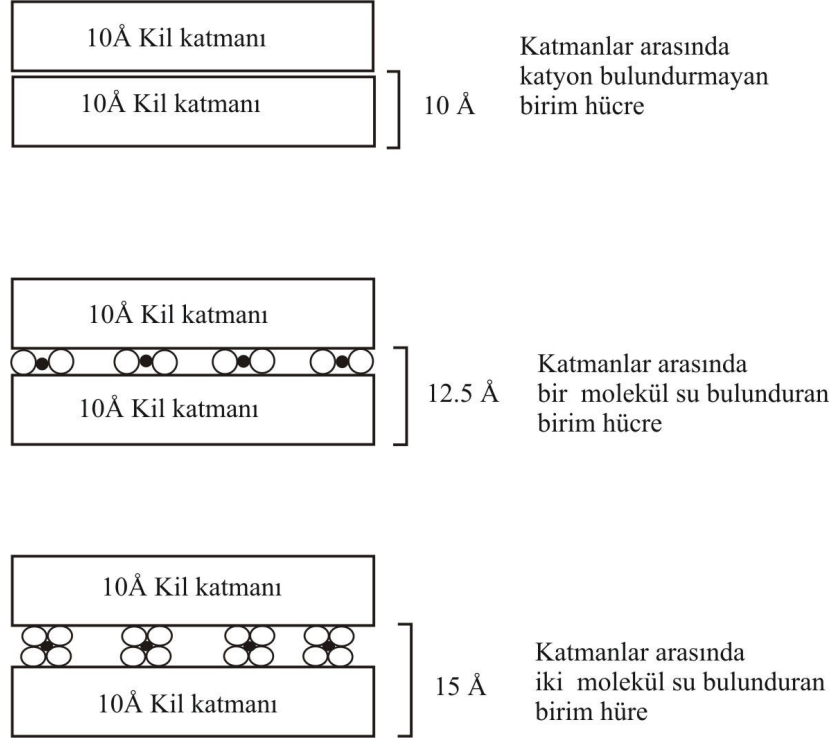 10Å Kil katmanı
10Å Kil katmanı
10 Å
Katmanlar arasında
katyon bulundurmayan
birim hücre
10Å Kil katmanı
10Å Kil katmanı
12.5 Å
Katmanlar arasında
bir molekül su bulunduran
birim hücre
10Å Kil katmanı
10Å Kil katmanı
15 Å
Katmanlar arasında
iki molekül su bulunduran
birim hüre